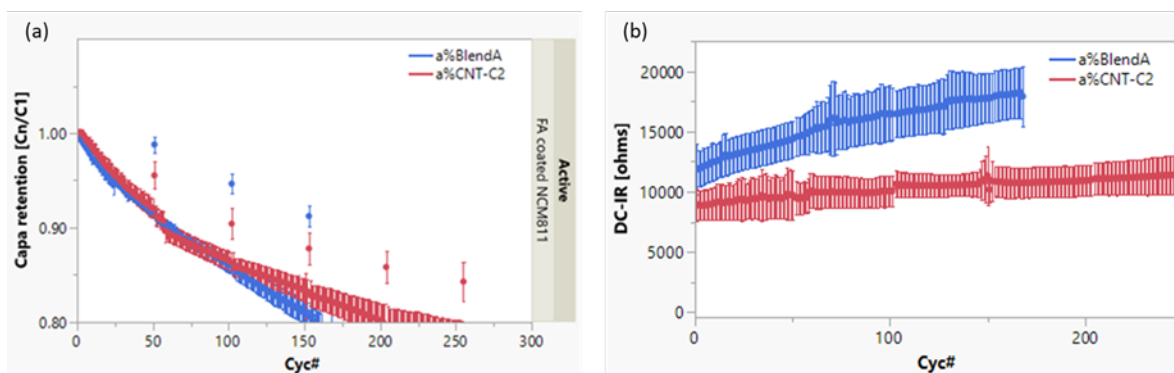 (a)
a%BlendA
a%CNT-C2
Capa retention [Cn/C1]
1.00
0.90
0.80
0
50
100
150
200
250
300
Cyc#
FA coated NCM811
Active
(b)
a%BlendA
a%CNT-C2
DC-IR [ohms]
20000
15000
10000
5000
0
0
100
200
Cyc#